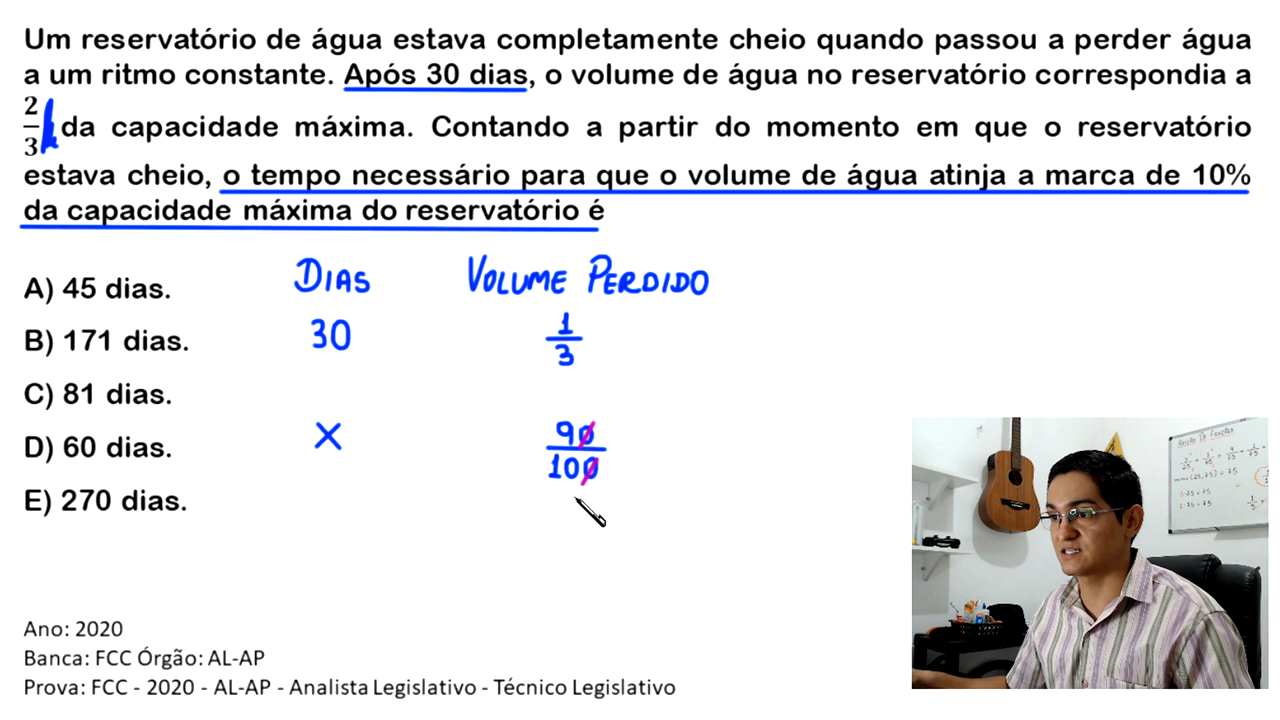 Um reservatório de água estava completamente cheio quando passou a perder água
a um ritmo constante. Após 30 dias, o volume de água no reservatório correspondia a
2/3 da capacidade máxima. Contando a partir do momento em que o reservatório
estava cheio, o tempo necessário para que o volume de água atinja a marca de 10%
da capacidade máxima do reservatório é
A) 45 dias.
B) 171 dias.
C) 81 dias.
D) 60 dias.
E) 270 dias.
DIAS VOLUME PERDIDO
30 1/3
X 90/100
Ano: 2020
Banca: FCC Órgão: AL-AP
Prova: FCC - 2020 - AL-AP - Analista Legislativo - Técnico Legislativo